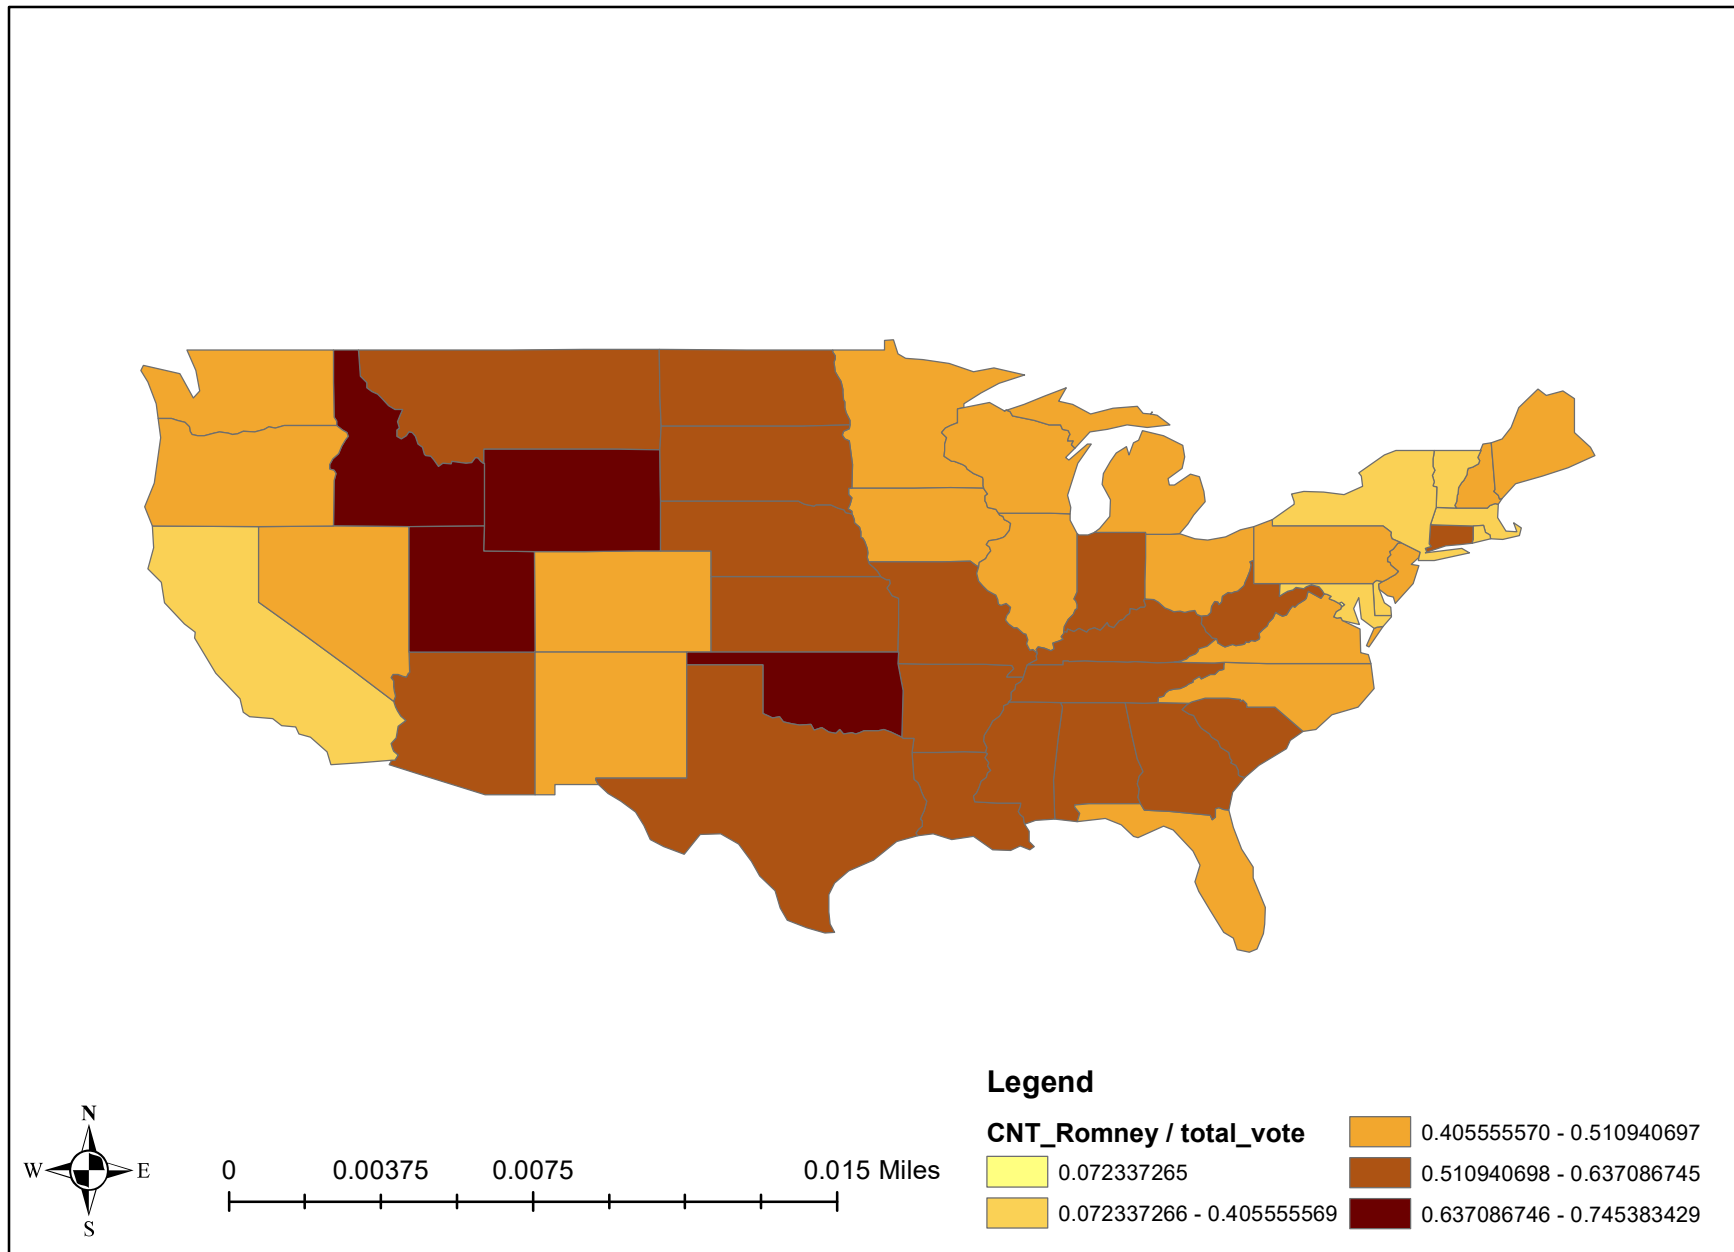 N
W E
S
0 0.00375 0.0075 0.015 Miles
Legend
CNT_Romney / total_vote
0.072337265
0.072337266 - 0.405555569
0.405555570 - 0.510940697
0.510940698 - 0.637086745
0.637086746 - 0.745383429